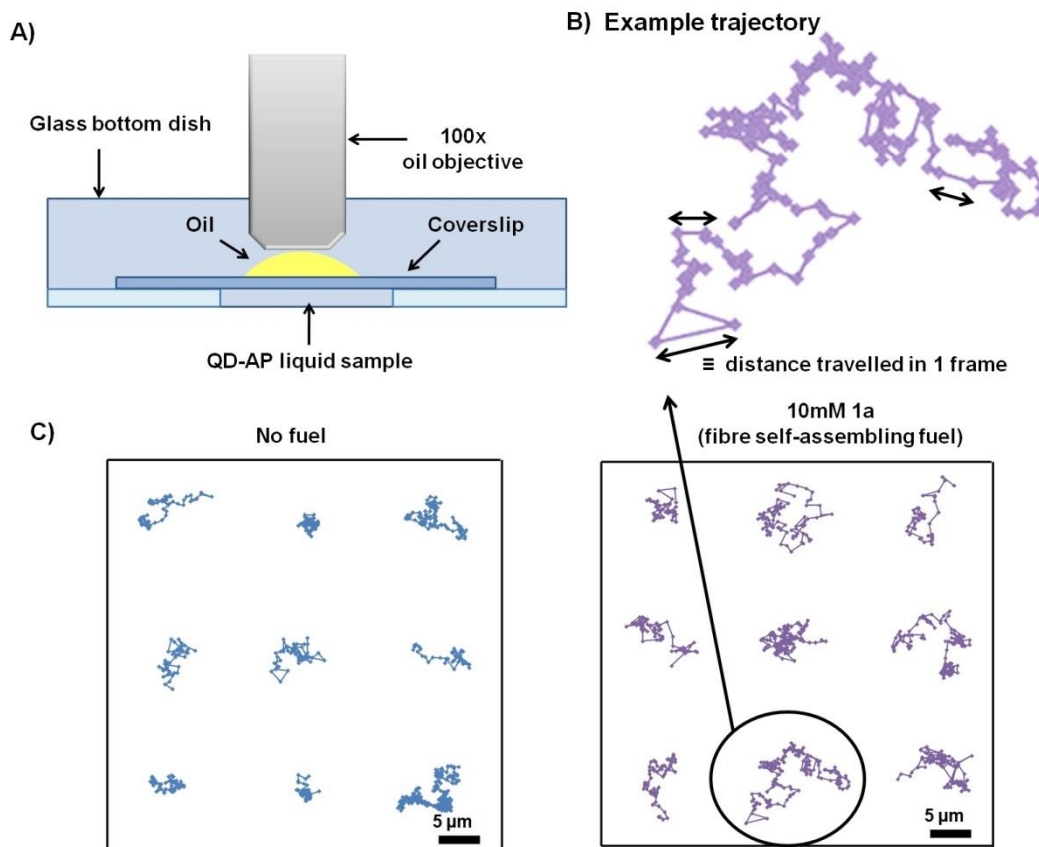 A)
Glass bottom dish
100x
oil objective
Oil
Coverslip
QD-AP liquid sample
B) Example trajectory
≡ distance travelled in 1 frame
C)
No fuel
5 µm
10mM 1a
(fibre self-assembling fuel)
5 µm